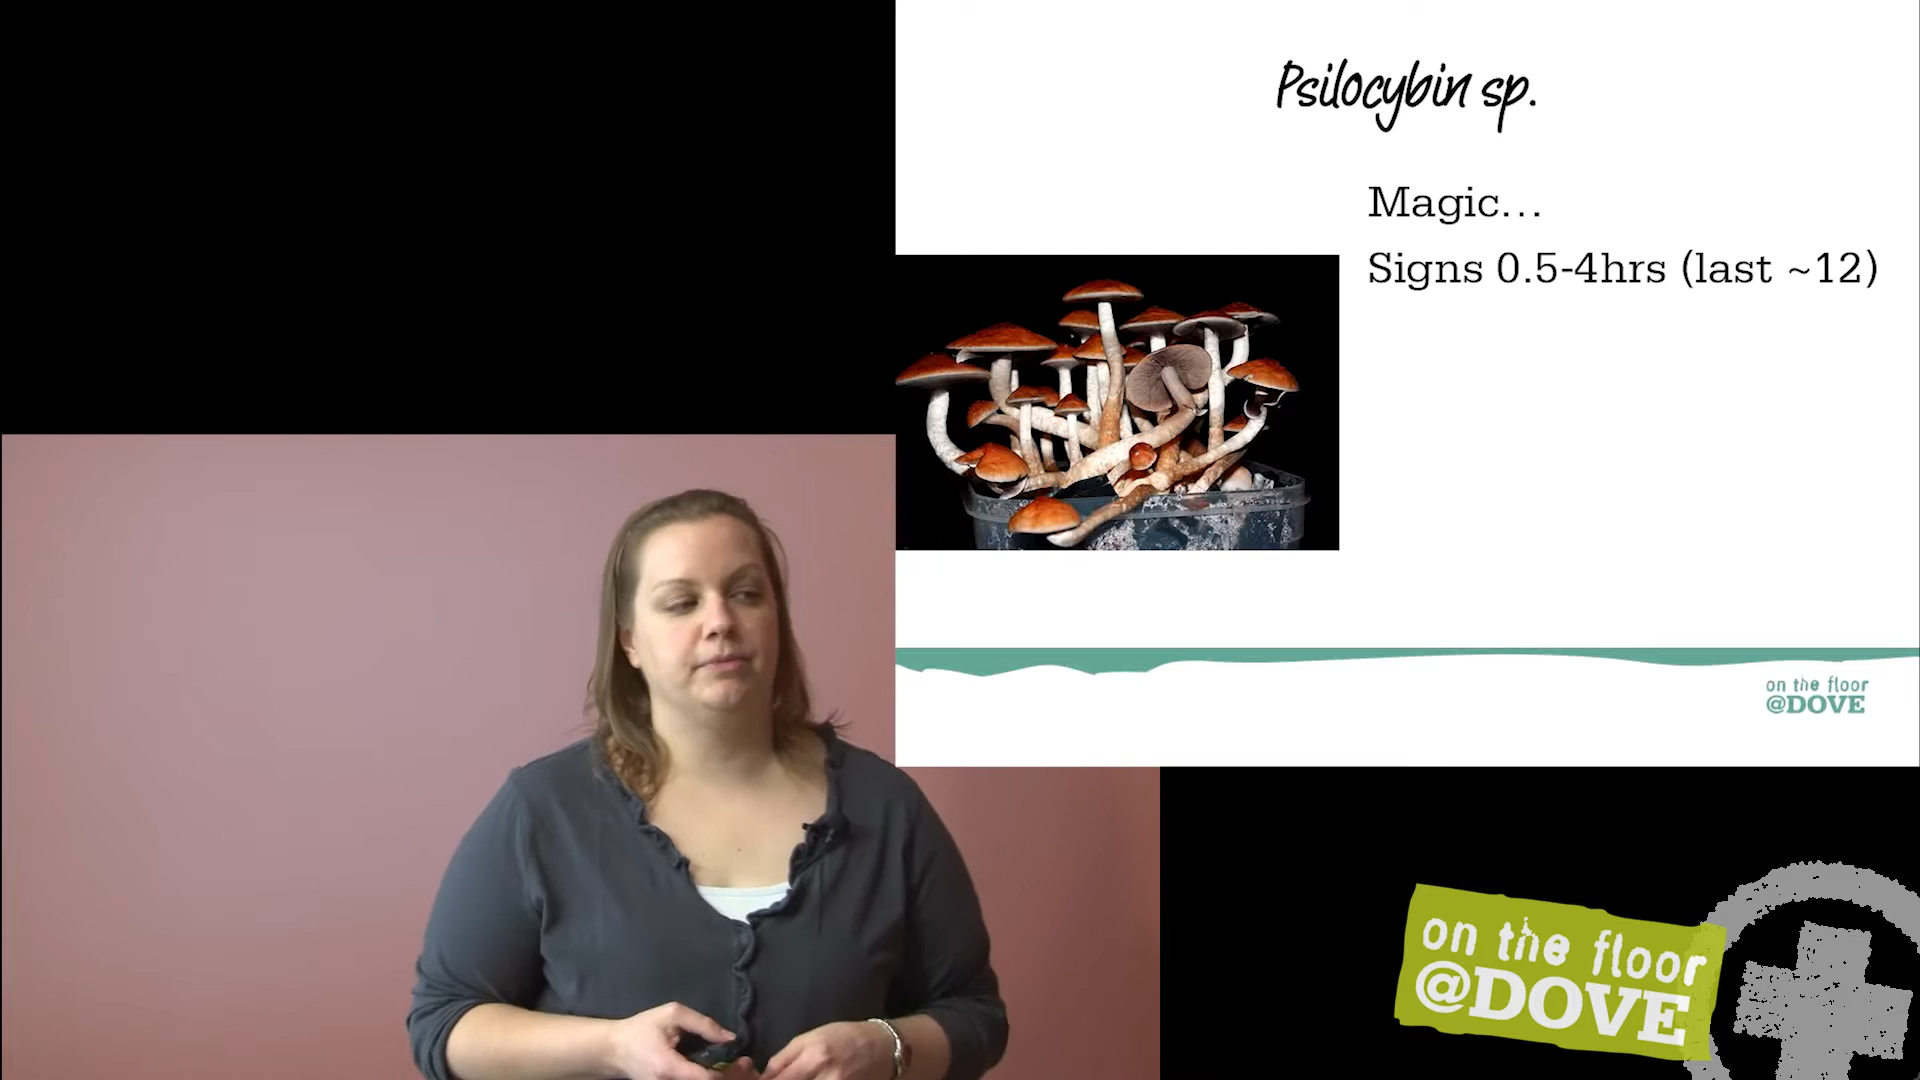 Psilocybin sp.
Magic...
Signs 0.5-4hrs (last ~12)
on the floor
@DOVE
on the floor
@DOVE